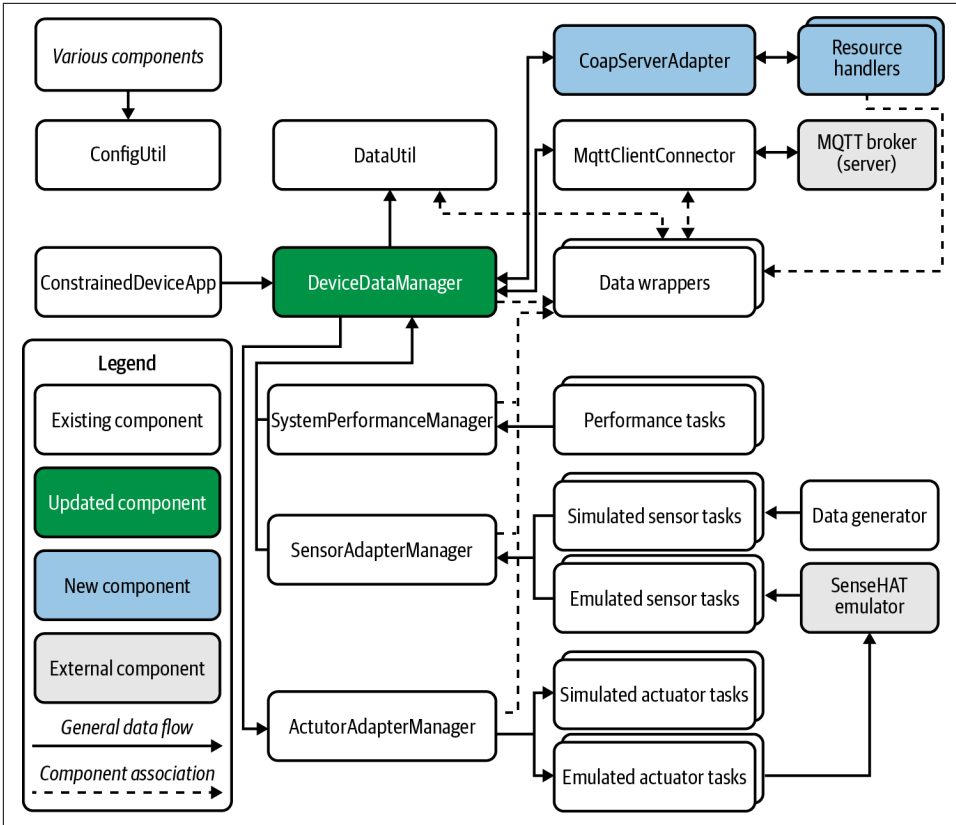 Various components
CoapServerAdapter
Resource
handlers
ConfigUtil
DataUtil
MqttClientConnector
MQTT broker
(server)
ConstrainedDeviceApp
DeviceDataManager
Data wrappers
Legend
Existing component
Updated component
New component
External component
General data flow
Component association
SystemPerformanceManager
Performance tasks
SensorAdapterManager
Simulated sensor tasks
Data generator
Emulated sensor tasks
SenseHAT
emulator
ActutorAdapterManager
Simulated actuator tasks
Emulated actuator tasks